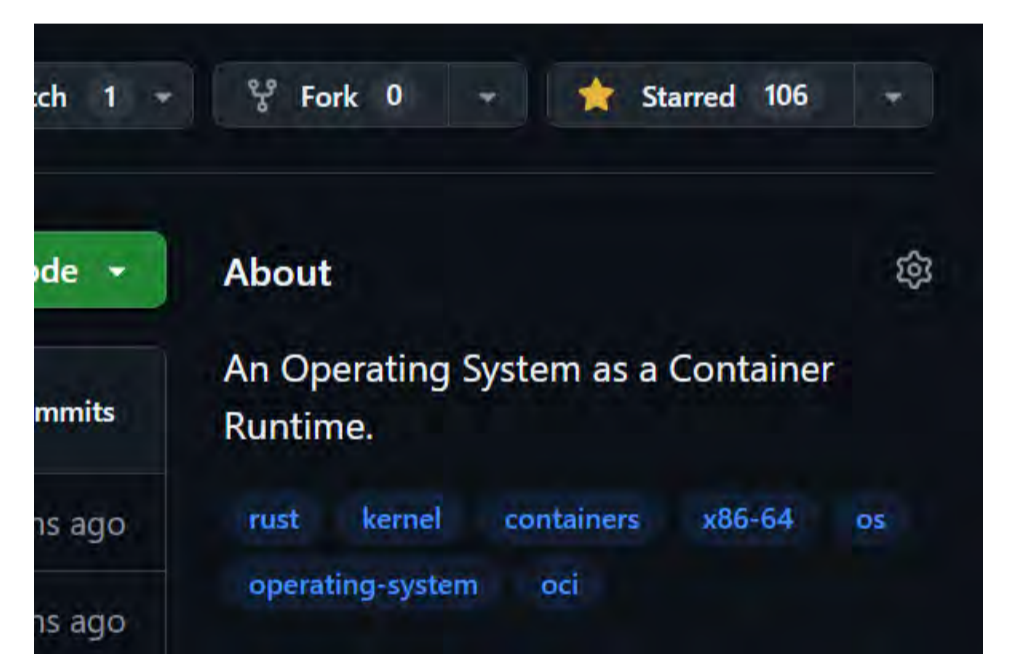 tch 1 Fork 0 Starred 106
ode About
An Operating System as a Container
Runtime.
mmits
rust kernel containers x86-64 os
ns ago
operating-system oci
ns ago